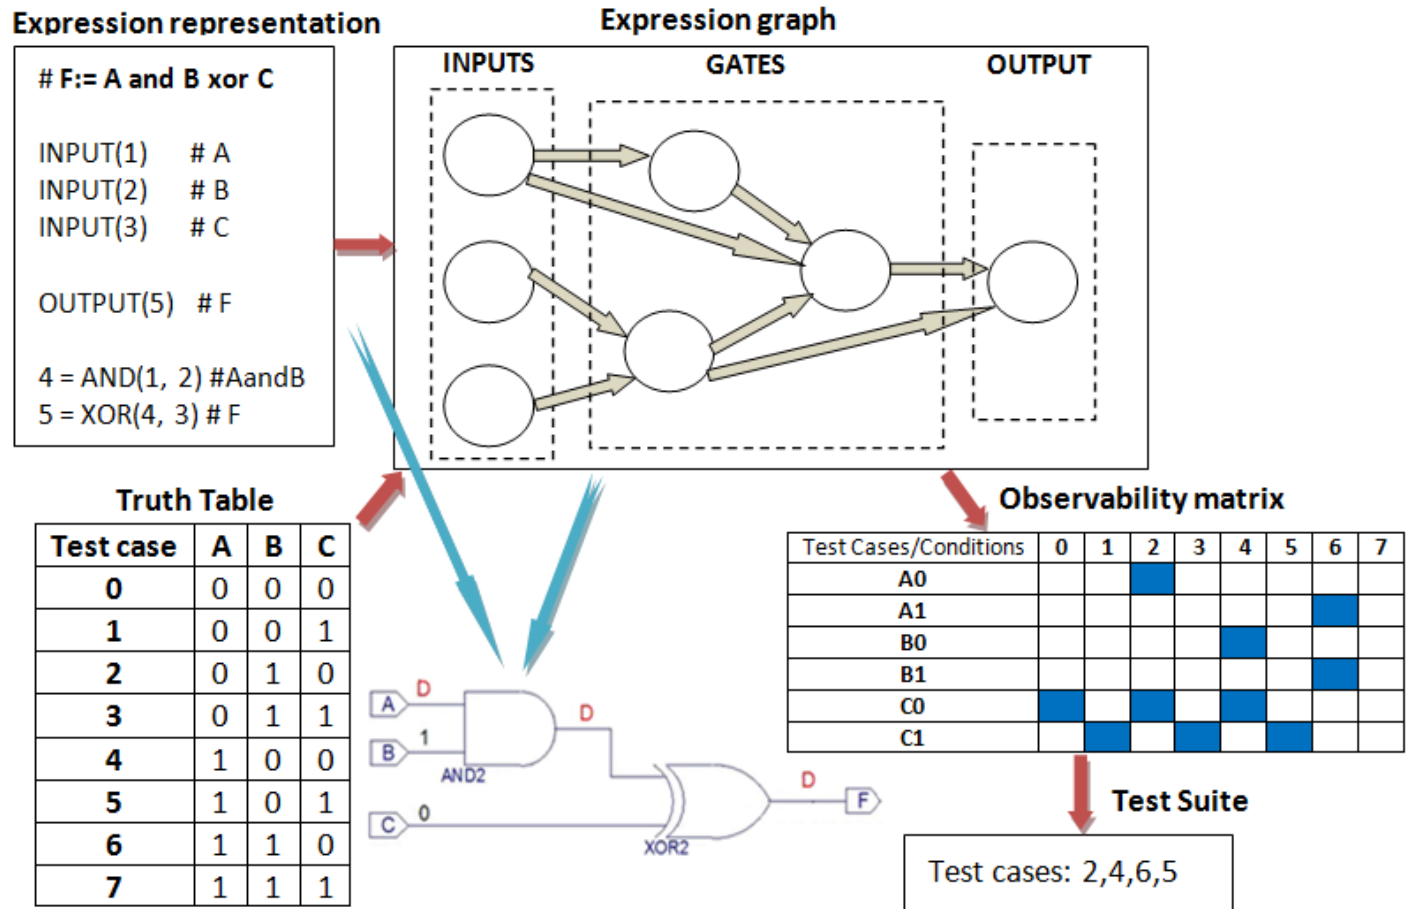 Expression representation
# F:= A and B xor C
INPUT(1) # A
INPUT(2) # B
INPUT(3) # C
OUTPUT(5) # F
4 = AND(1, 2) #AandB
5 = XOR(4, 3) # F
Expression graph
INPUTS GATES OUTPUT
Truth Table
Test case A B C
0 0 0 0
1 0 0 1
2 0 1 0
3 0 1 1
4 1 0 0
5 1 0 1
6 1 1 0
7 1 1 1
A D
B 1
AND2
D
C 0
XOR2
D
F
Observability matrix
Test Cases/Conditions 0 1 2 3 4 5 6 7
A0
A1
B0
B1
C0
C1
Test Suite
Test cases: 2,4,6,5